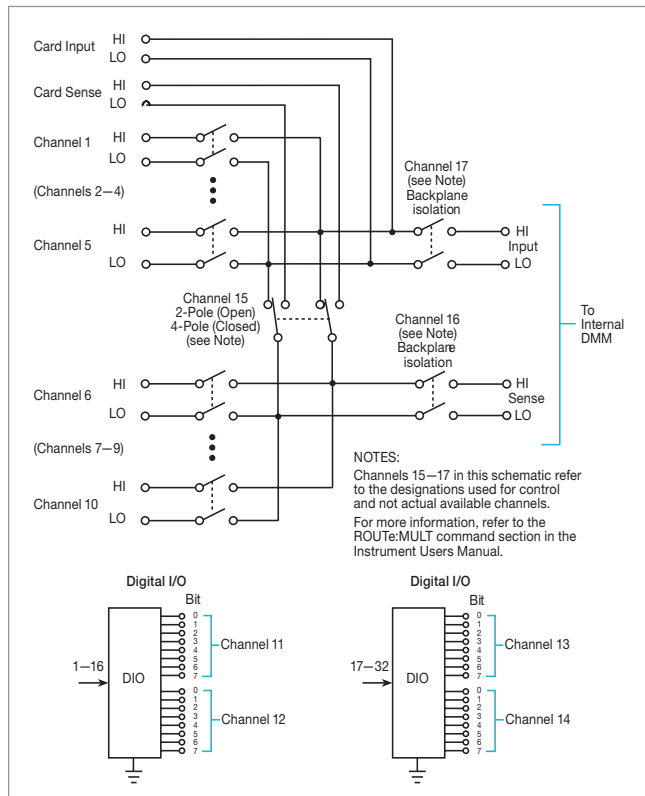 Card Input
HI
LO
Card Sense
HI
LO
Channel 1
HI
LO
(Channels 2—4)
Channel 5
HI
LO
Channel 17
(see Note)
Backplane
isolation
HI
Input
LO
Channel 15
2-Pole (Open)
4-Pole (Closed)
(see Note)
Channel 16
(see Note)
Backplane
isolation
To
Internal
DMM
Channel 6
HI
LO
HI
Sense
LO
(Channels 7—9)
Channel 10
HI
LO
NOTES:
Channels 15—17 in this schematic refer
to the designations used for control
and not actual available channels.
For more information, refer to the
ROUTe:MULT command section in the
Instrument Users Manual.
Digital I/O
Bit
1—16
DIO
0
1
2
3
4
5
6
7
Channel 11
0
1
2
3
4
5
6
7
Channel 12
Digital I/O
Bit
17—32
DIO
0
1
2
3
4
5
6
7
Channel 13
0
1
2
3
4
5
6
7
Channel 14